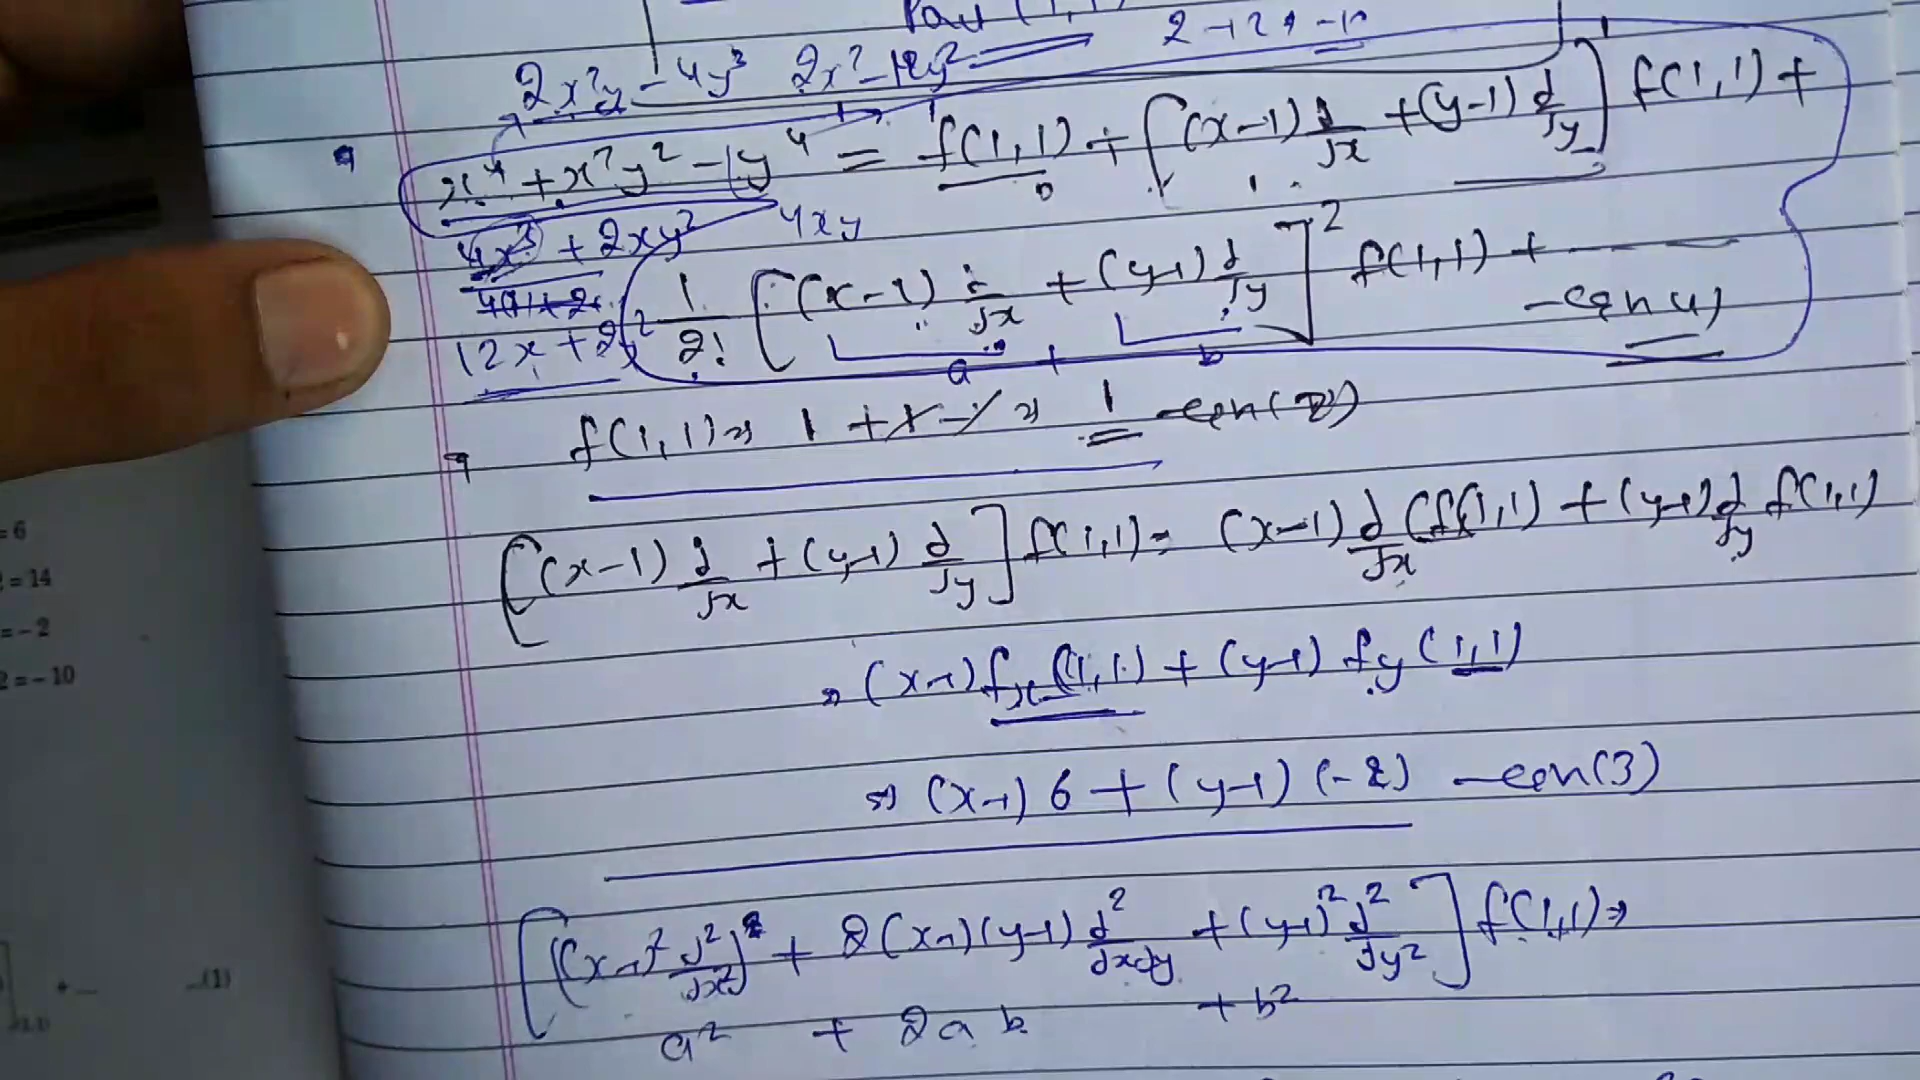 2x²y - 4y³ 2x² - 12y²
2 - 12 = -10
x⁴ + x²y² - y⁴ = f(1,1) + [(x-1) ∂/∂x + (y-1) ∂/∂y] f(1,1) +
4x³ + 2xy² 4xy
1/2! [(x-1) ∂/∂x + (y-1) ∂/∂y]² f(1,1) + ----
- eqn (1)
12x + 2y²
a + b
f(1,1) ⇒ 1 + 1 - 1 ⇒ 1 - eqn (2)
[(x-1) ∂/∂x + (y-1) ∂/∂y] f(1,1) = (x-1) ∂/∂x (f(1,1) + (y-1) ∂/∂y f(1,1)
⇒ (x-1) fx (1,1) + (y-1) fy (1,1)
⇒ (x-1) 6 + (y-1) (-2) - eqn (3)
[(x-1)² ∂²/∂x²) + 2(x-1)(y-1) ∂²/∂x∂y + (y-1)² ∂²/∂y²] f(1,1) ⇒
a² + 2ab + b²
= 6
= 14
= - 2
2 = - 10
+ ... ...(1)